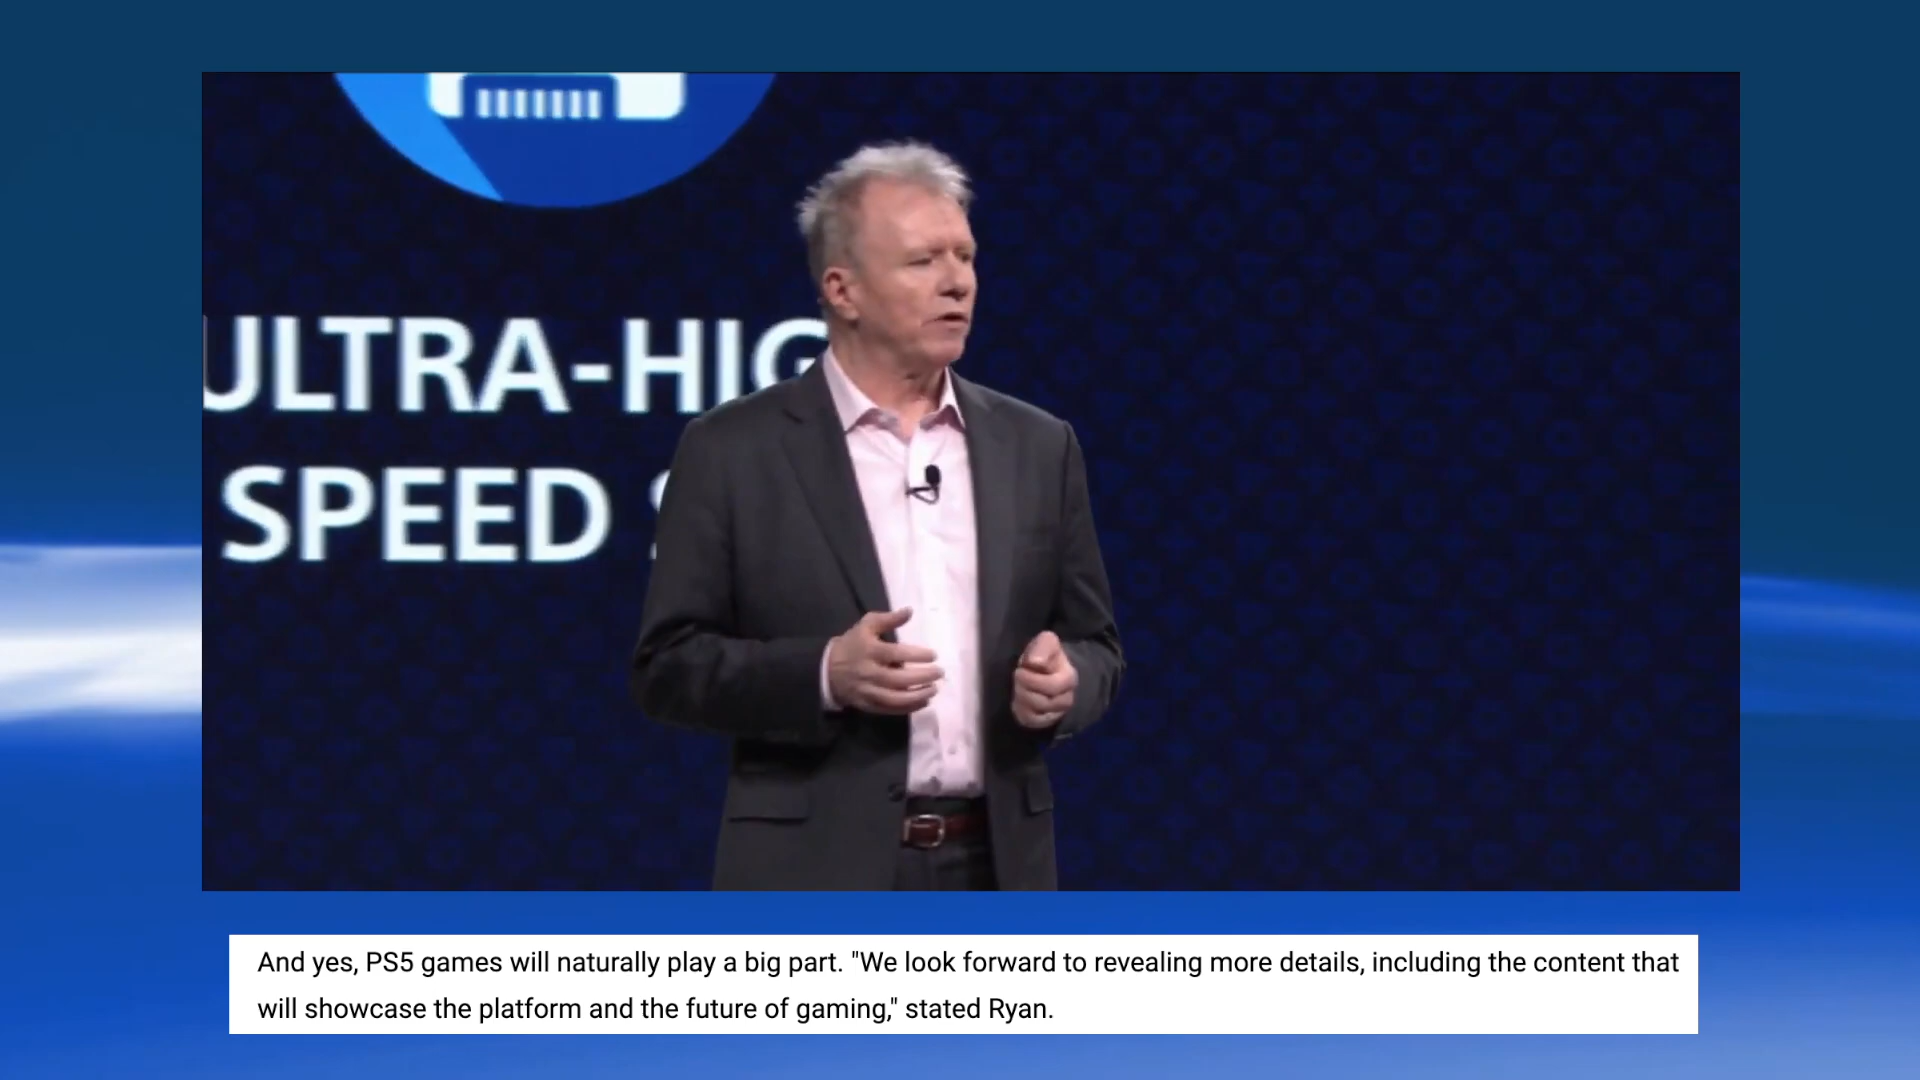 ULTRA-HIG
SPEED
And yes, PS5 games will naturally play a big part. "We look forward to revealing more details, including the content that
will showcase the platform and the future of gaming," stated Ryan.